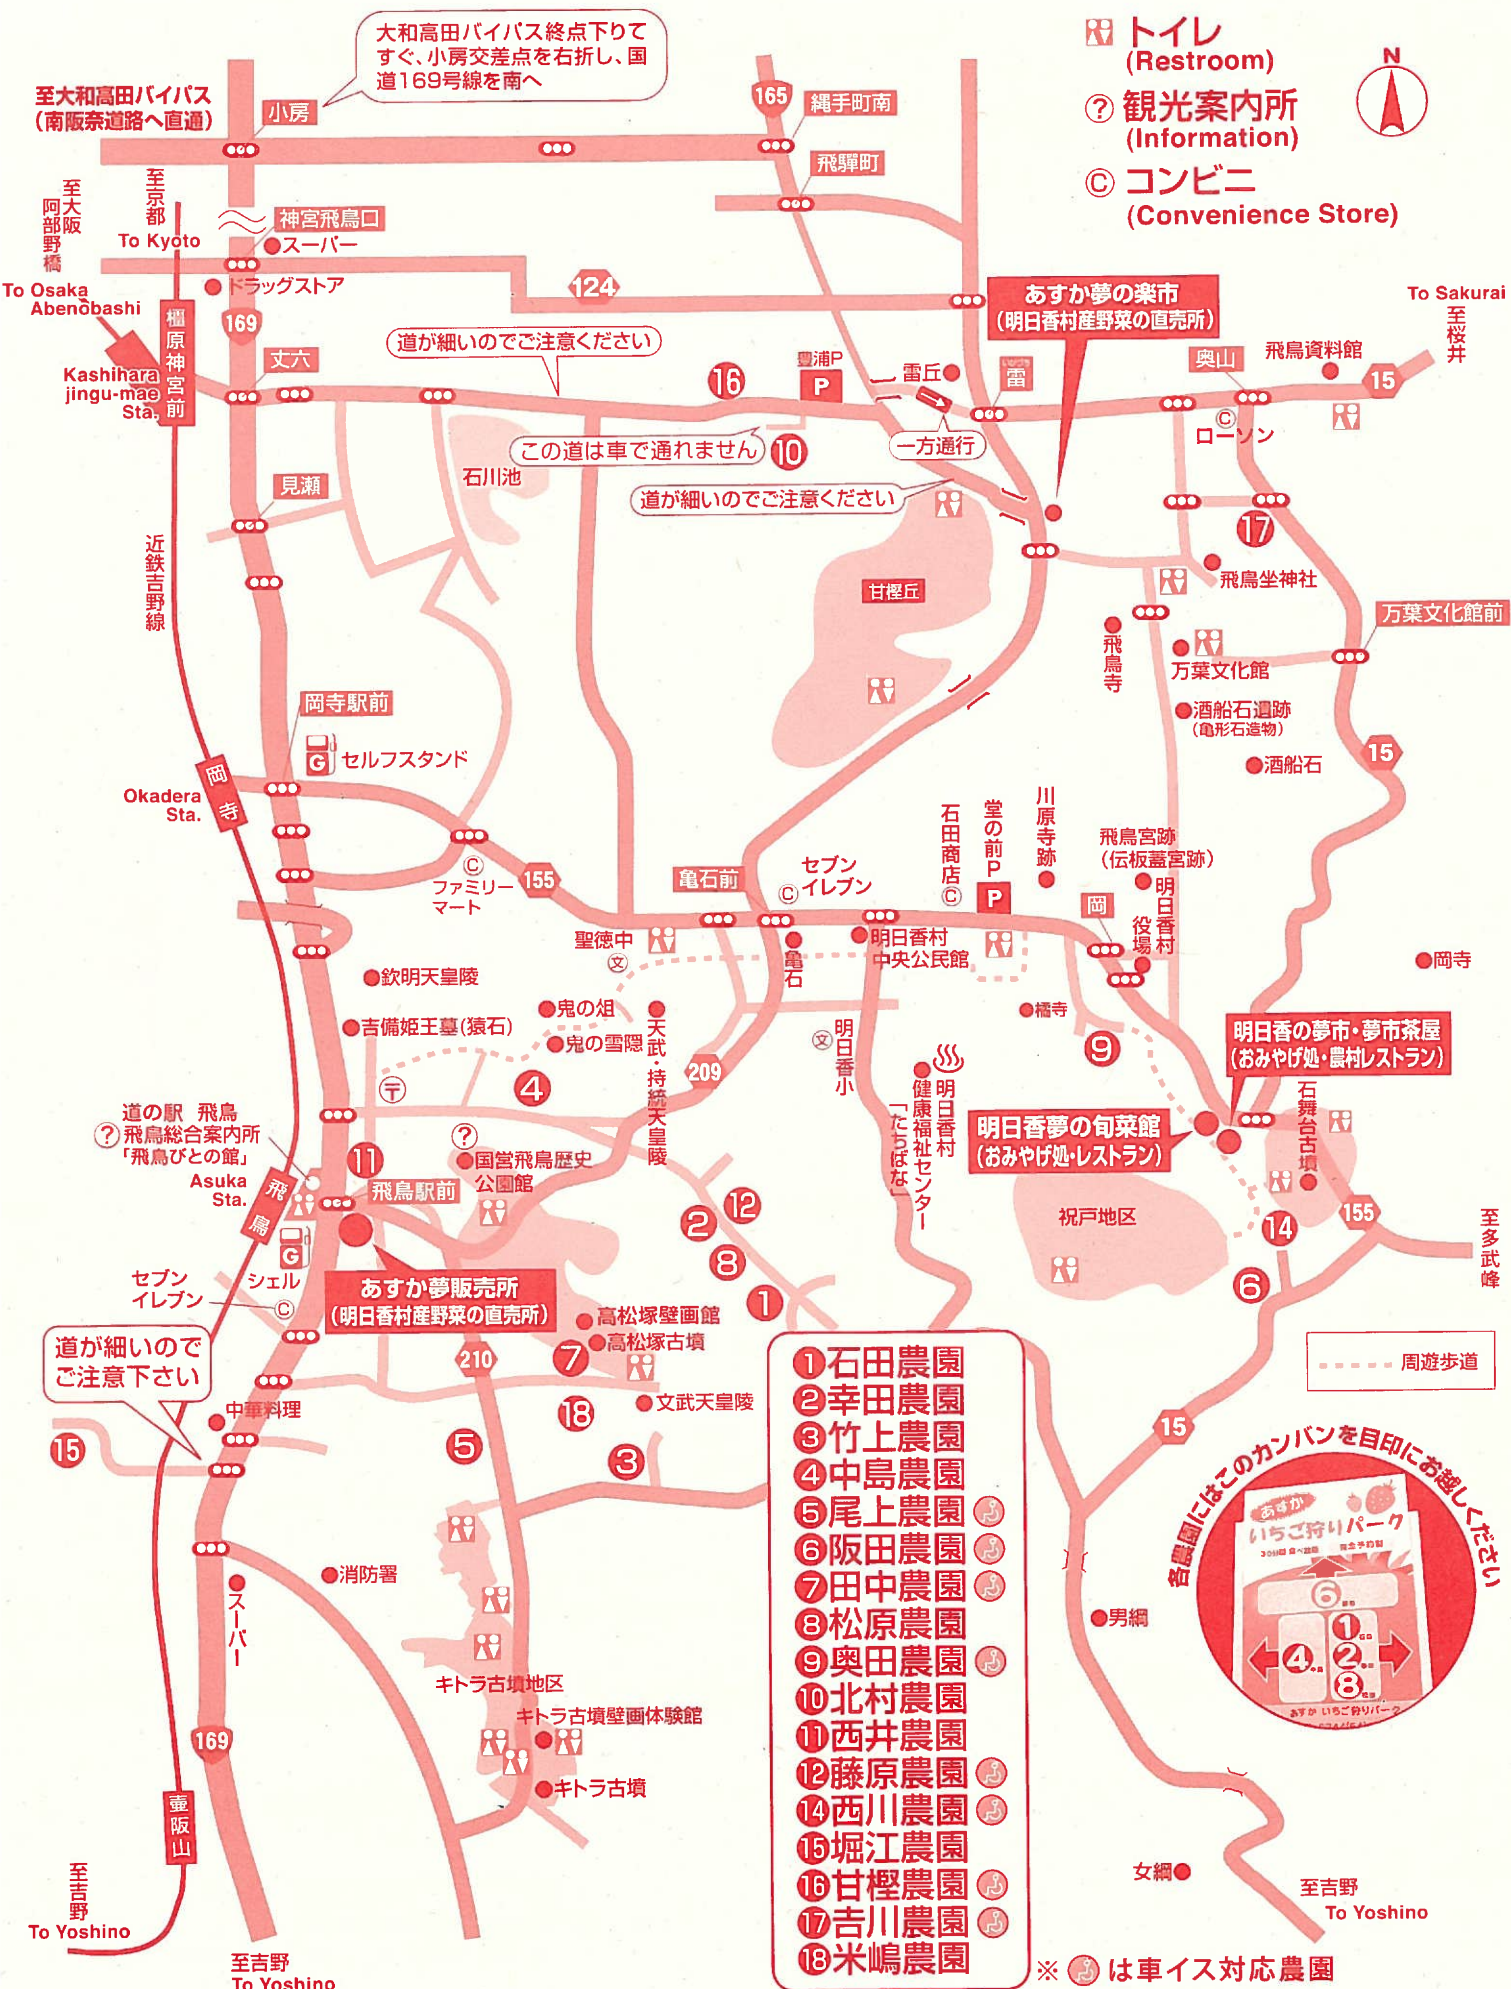 大和高田バイパス終点下りて
すぐ、小房交差点を右折し、国
道169号線を南へ
至大和高田バイパス
(南阪奈道路へ直通)
小房
165
縄手町南
飛驒町
トイレ
(Restroom)
? 観光案内所
(Information)
C コンビニ
(Convenience Store)
N
至大阪
阿部野橋
至京都
To Kyoto
神宮飛鳥口
スーパー
ドラッグストア
To Osaka
Abenobashi
橿原神宮前
Kashihara
jingu-mae
Sta.
169
124
丈六
道が細いのでご注意ください
16
豊浦P
P
雷丘
雷
あすか夢の楽市
(明日香村産野菜の直売所)
奥山
飛鳥資料館
To Sakurai
至桜井
15
C
ローソン
この道は車で通れません
10
一方通行
石川池
道が細いのでご注意ください
見瀬
近鉄吉野線
17
飛鳥坐神社
甘樫丘
飛鳥寺
万葉文化館前
万葉文化館
酒船石遺跡
(亀形石造物)
酒船石
15
岡寺駅前
G
セルフスタンド
岡寺
Okadera
Sta.
C
ファミリー
マート
155
亀石前
セブン
イレブン
C
石田商店
C
堂の前P
P
川原寺跡
飛鳥宮跡
(伝板蓋宮跡)
明日香村
役場
岡
聖徳中
文
亀石
明日香村
中央公民館
岡寺
欽明天皇陵
吉備姫王墓(猿石)
鬼の俎
鬼の雪隠
天武・持統天皇陵
4
209
文
明日香小
橘寺
9
明日香の夢市・夢市茶屋
(おみやげ処・農村レストラン)
明日香村
健康福祉センター
「たちばな」
明日香夢の旬菜館
(おみやげ処・レストラン)
石舞台古墳
〒
道の駅 飛鳥
? 飛鳥総合案内所
「飛鳥びとの館」
Asuka
Sta.
飛鳥
11
飛鳥駅前
?
国営飛鳥歴史
公園館
12
2
8
1
祝戸地区
14
6
155
至多武峰
G
シェル
セブン
イレブン
C
あすか夢販売所
(明日香村産野菜の直売所)
高松塚壁画館
高松塚古墳
7
210
道が細いので
ご注意下さい
中華料理
15
5
18
文武天皇陵
3
周遊歩道
15
各農園にはこのカンバンを目印にお越しください
あすか
いちご狩りパーク
6
1
4
2
8
あすか いちご狩りパーク
消防署
スーパー
キトラ古墳地区
キトラ古墳壁画体験館
キトラ古墳
169
壷阪山
至吉野
To Yoshino
至吉野
To Yoshino
①石田農園
②幸田農園
③竹上農園
④中島農園
⑤尾上農園
⑥阪田農園
⑦田中農園
⑧松原農園
⑨奥田農園
⑩北村農園
⑪西井農園
⑫藤原農園
⑭西川農園
⑮堀江農園
⑯甘樫農園
⑰吉川農園
⑱米嶋農園
男綱
女綱
至吉野
To Yoshino
※ は車イス対応農園